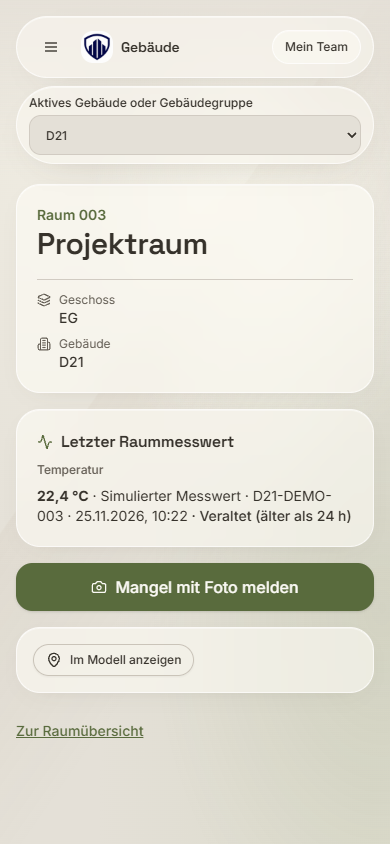 Gebäude
Mein Team
Aktives Gebäude oder Gebäudegruppe
D21
Raum 003
Projektraum
Geschoss
EG
Gebäude
D21
Letzter Raummesswert
Temperatur
22,4 °C · Simulierter Messwert · D21-DEMO-
003 · 25.11.2026, 10:22 · Veraltet (älter als 24 h)
Mangel mit Foto melden
Im Modell anzeigen
Zur Raumübersicht